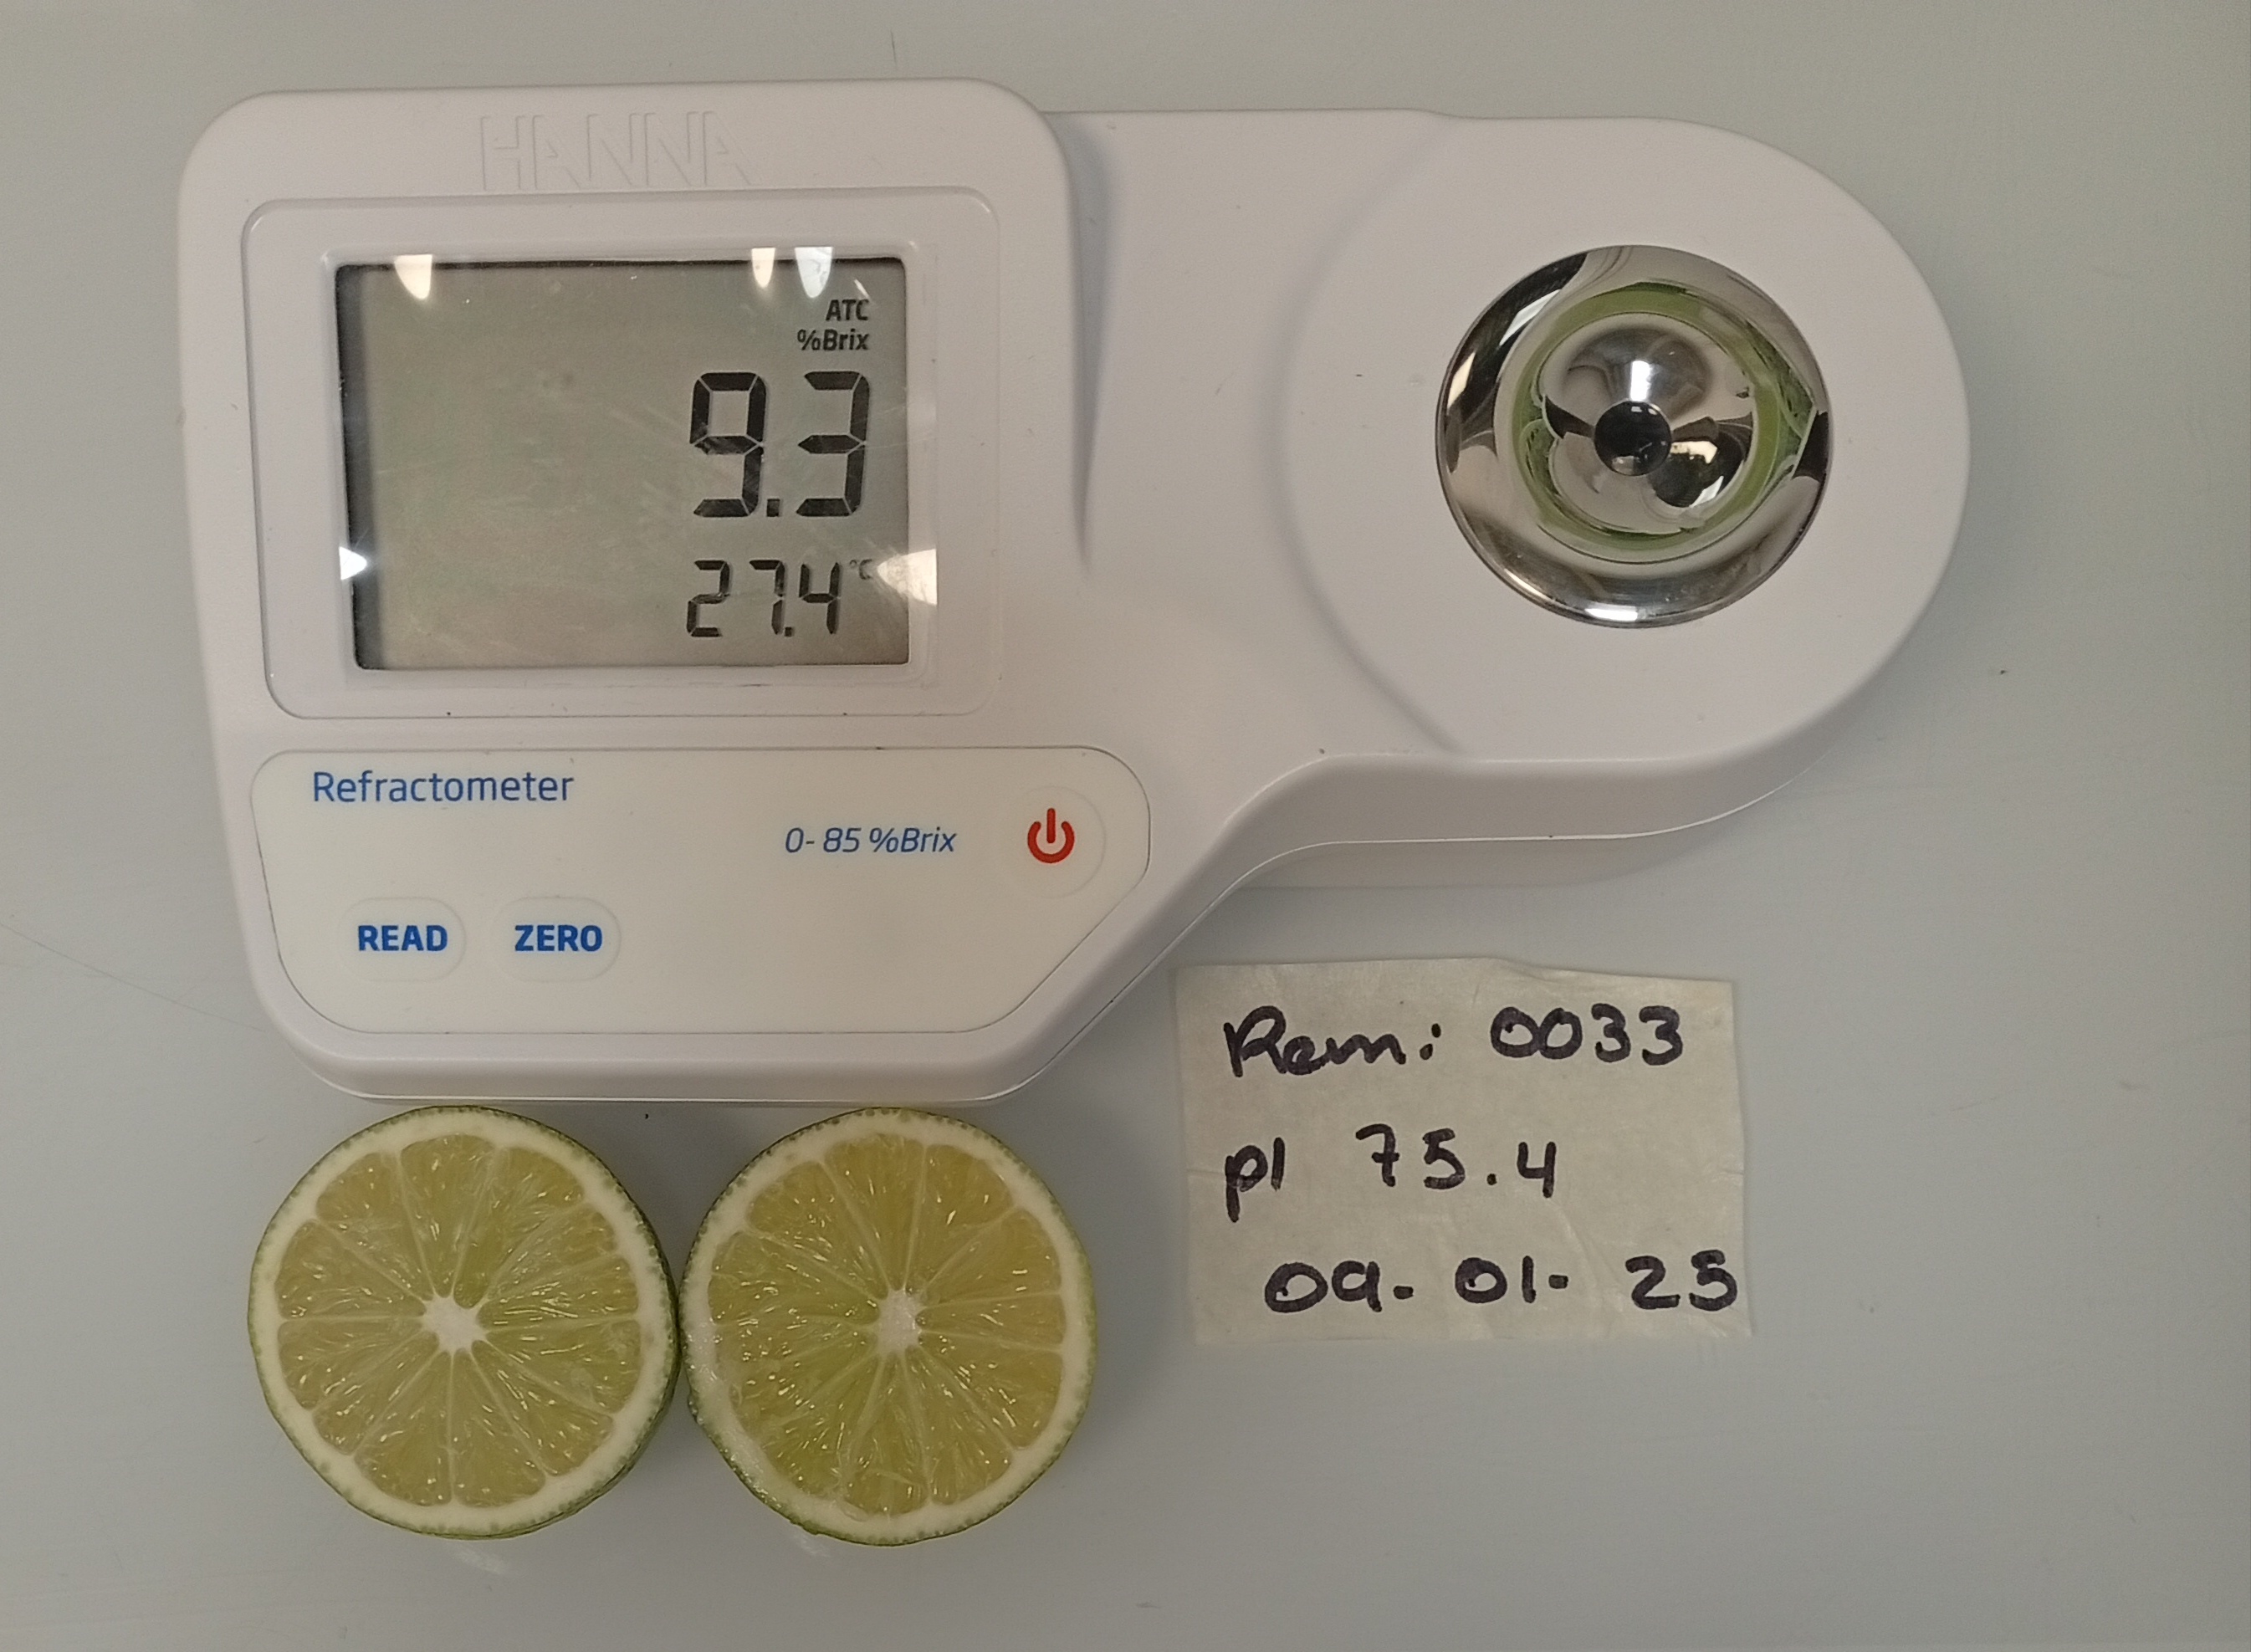 HANNA
ATC
%Brix
9.3
27.4 °C
Refractometer
0-85 %Brix
READ ZERO
Rem: 0033
pl 75.4
09-01-25